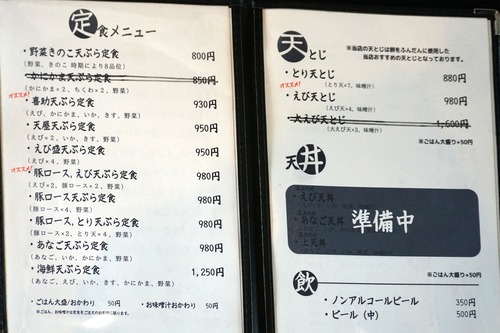 定食メニュー
・野菜きのこ天ぷら定食 800円
(野菜、きのこ 時期により8品位)
・かにかま天ぷら定食 850円
(かにかま×2、ちくわ×2、野菜)
オススメ!
・喜助天ぷら定食 930円
(えび、かにかま、いか、きす、野菜)
・天屋天ぷら定食 950円
(えび×2、いか、きす、野菜)
・えび盛天ぷら定食 950円
(えび×4、野菜)
オススメ!
・豚ロース,えび天ぷら定食 980円
(えび×2、豚ロース×2、野菜)
・豚ロース天ぷら定食 980円
(豚ロース×4、野菜)
・豚ロース,とり天ぷら定食 980円
(豚ロース×2、とり天×4、野菜)
・あなご天ぷら定食 980円
(あなご、いか、きす、野菜)
・海鮮天ぷら定食 1,250円
(あなご、えび、いか、きす、かにかま、野菜)
・ごはん大盛/おかわり 50円 ・お味噌汁おかわり 50円
天とじ
※当店の天とじは卵をふんだんに使用した
当店おすすめの天とじとなっております。
・とり天とじ 880円
(とり天×7、味噌汁)
オススメ!
・えび天とじ 980円
(えび天×4、味噌汁)
・大えび天とじ 1,600円
(大えび天×3、味噌汁)
※ごはん大盛り+50円
天丼
・えび天丼
・あなご天丼
・上天丼
準備中
※ごはん大盛り+50円
飲
・ノンアルコールビール 350円
・ビール(中) 500円